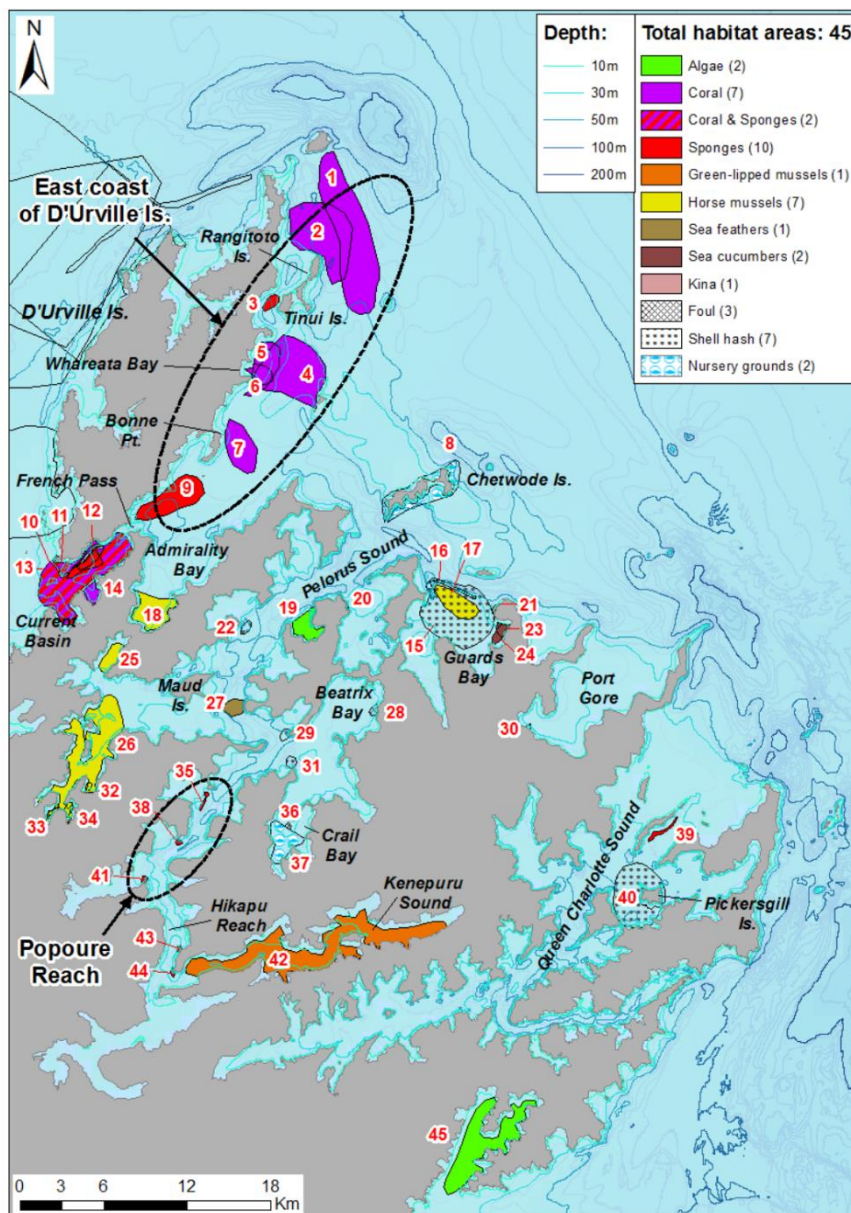 N
Depth:
10m
30m
50m
100m
200m
Total habitat areas: 45
Algae (2)
Coral (7)
Coral & Sponges (2)
Sponges (10)
Green-lipped mussels (1)
Horse mussels (7)
Sea feathers (1)
Sea cucumbers (2)
Kina (1)
Foul (3)
Shell hash (7)
Nursery grounds (2)
East coast
of D'Urville Is.
1
2
Rangitoto
Is.
3
Tinui Is.
D'Urville Is.
Whareata Bay
5
4
6
Bonne
Pt.
7
8
Chetwode Is.
French Pass
9
10
11
12
13
14
Admirality
Bay
Current
Basin
Pelorus Sound
16
17
18
19
20
21
22
23
15
24
Guards
Bay
25
Maud
Is.
27
Beatrix
Bay
28
Port
Gore
26
29
30
31
32
33
34
35
38
36
Crail
Bay
37
39
41
Popoure
Reach
Hikapu
Reach
Kenepuru
Sound
Queen Charlotte Sound
40
Pickersgill
Is.
43
42
44
45
0 3 6 12 18
Km